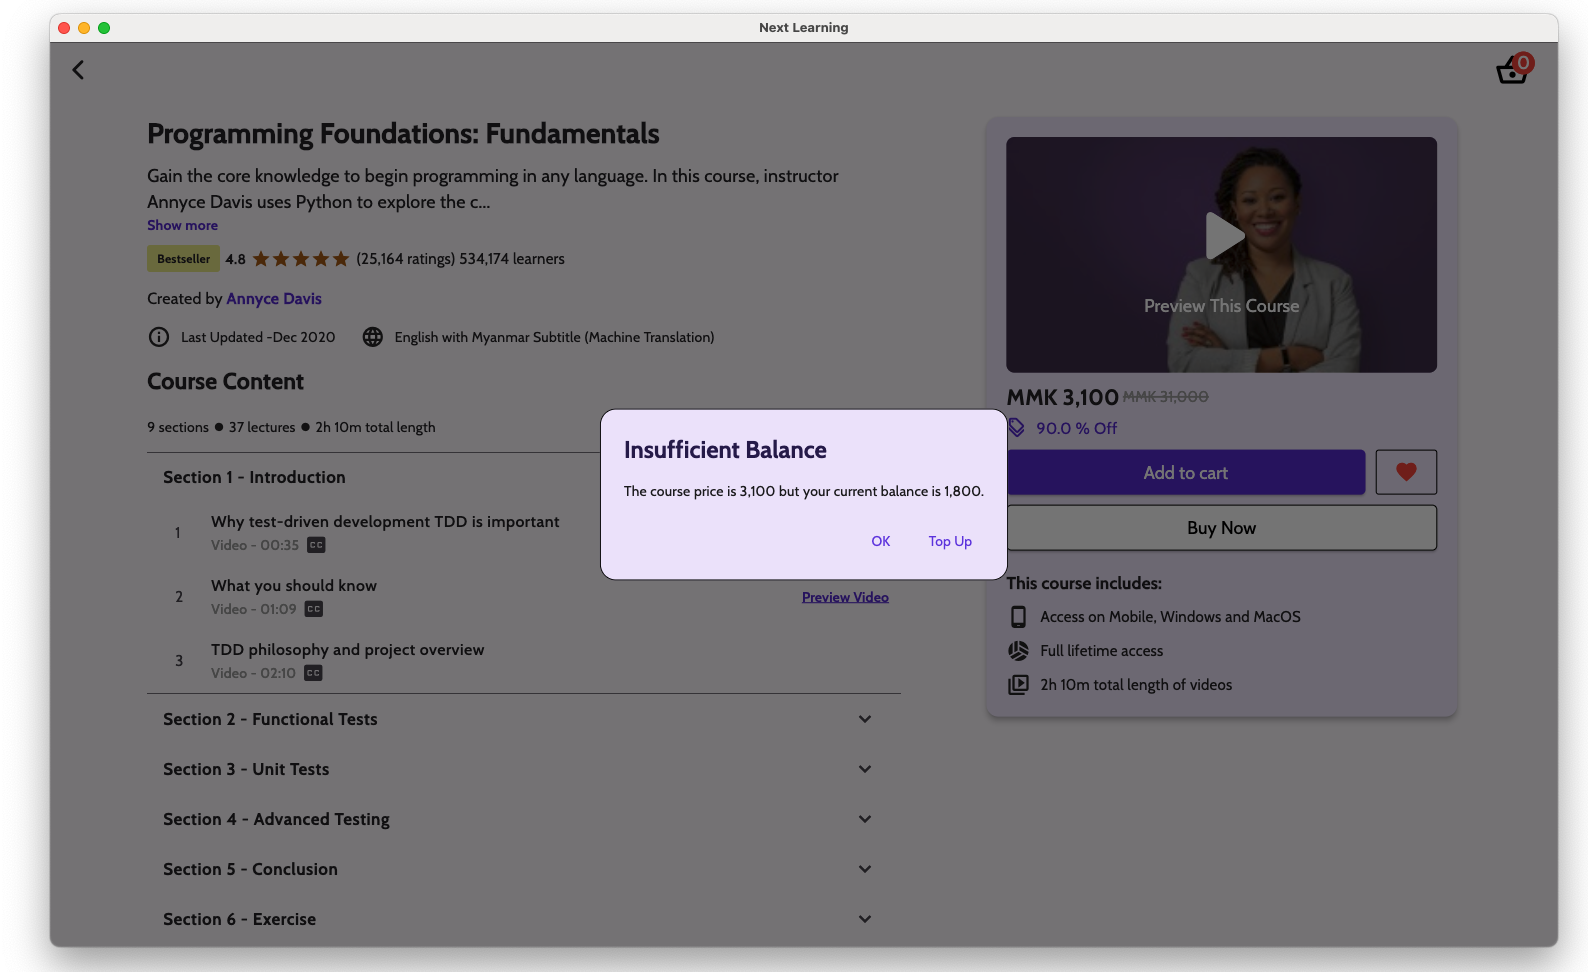 Next Learning
0
Programming Foundations: Fundamentals
Gain the core knowledge to begin programming in any language. In this course, instructor
Annyce Davis uses Python to explore the c...
Show more
Bestseller 4.8 (25,164 ratings) 534,174 learners
Created by Annyce Davis
Last Updated -Dec 2020 English with Myanmar Subtitle (Machine Translation)
Course Content
9 sections ● 37 lectures ● 2h 10m total length
Section 1 - Introduction
1 Why test-driven development TDD is important
Video - 00:35 CC
2 What you should know
Video - 01:09 CC
Preview Video
3 TDD philosophy and project overview
Video - 02:10 CC
Section 2 - Functional Tests
Section 3 - Unit Tests
Section 4 - Advanced Testing
Section 5 - Conclusion
Section 6 - Exercise
Insufficient Balance
The course price is 3,100 but your current balance is 1,800.
OK Top Up
Preview This Course
MMK 3,100 MMK 31,000
90.0 % Off
Add to cart
Buy Now
This course includes:
Access on Mobile, Windows and MacOS
Full lifetime access
2h 10m total length of videos